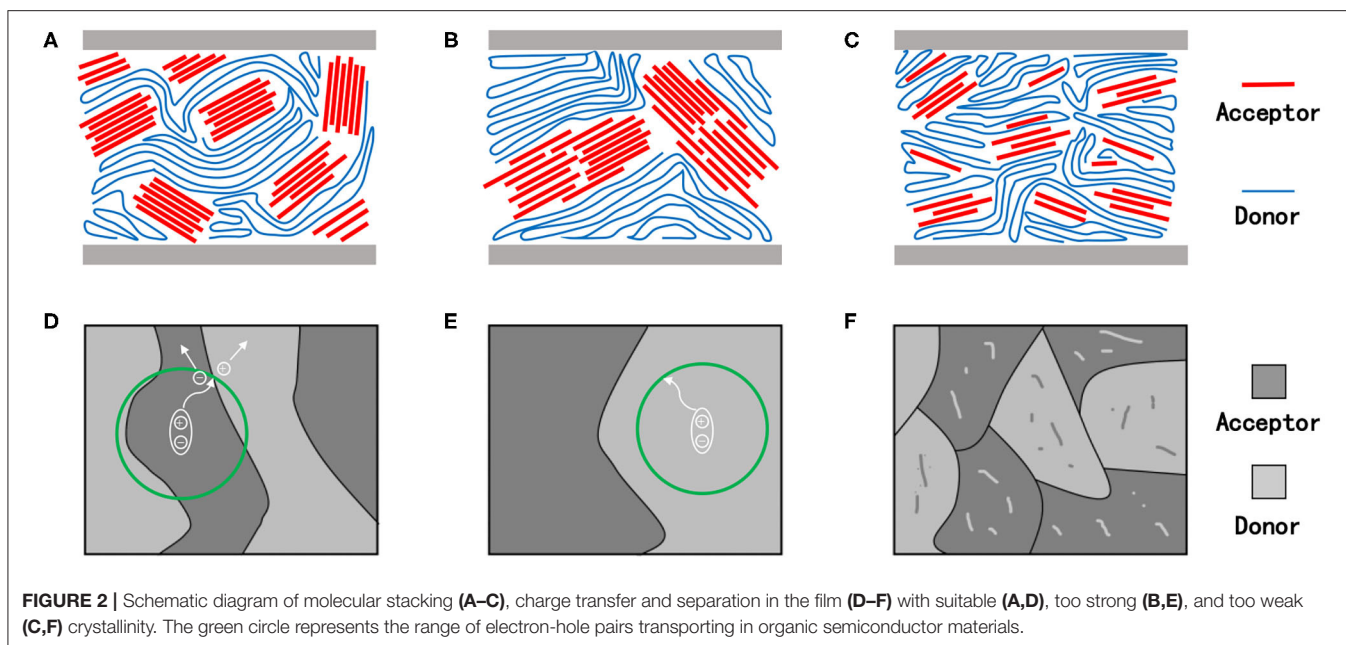 A
B
C
Acceptor
Donor
D
E
F
Acceptor
Donor
FIGURE 2 | Schematic diagram of molecular stacking (A–C), charge transfer and separation in the film (D–F) with suitable (A,D), too strong (B,E), and too weak
(C,F) crystallinity. The green circle represents the range of electron-hole pairs transporting in organic semiconductor materials.